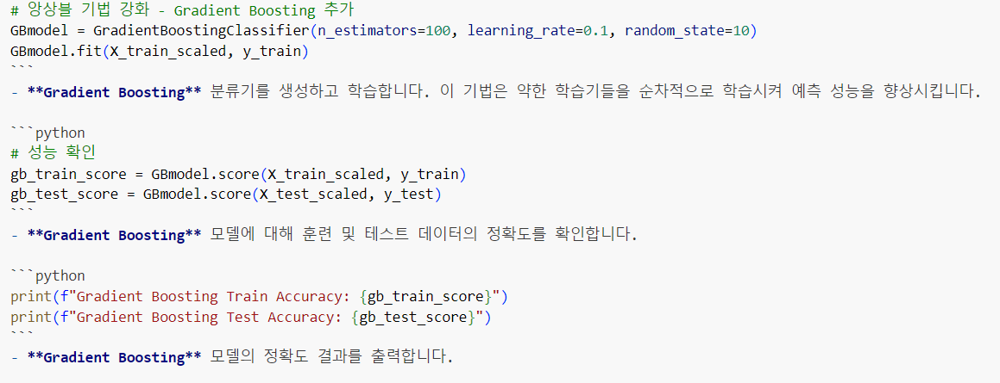 # 앙상블 기법 강화 - Gradient Boosting 추가
GBmodel = GradientBoostingClassifier(n_estimators=100, learning_rate=0.1, random_state=10)
GBmodel.fit(X_train_scaled, y_train)
```
- **Gradient Boosting** 분류기를 생성하고 학습합니다. 이 기법은 약한 학습기들을 순차적으로 학습시켜 예측 성능을 향상시킵니다.

```python
# 성능 확인
gb_train_score = GBmodel.score(X_train_scaled, y_train)
gb_test_score = GBmodel.score(X_test_scaled, y_test)
```
- **Gradient Boosting** 모델에 대해 훈련 및 테스트 데이터의 정확도를 확인합니다.

```python
print(f"Gradient Boosting Train Accuracy: {gb_train_score}")
print(f"Gradient Boosting Test Accuracy: {gb_test_score}")
```
- **Gradient Boosting** 모델의 정확도 결과를 출력합니다.